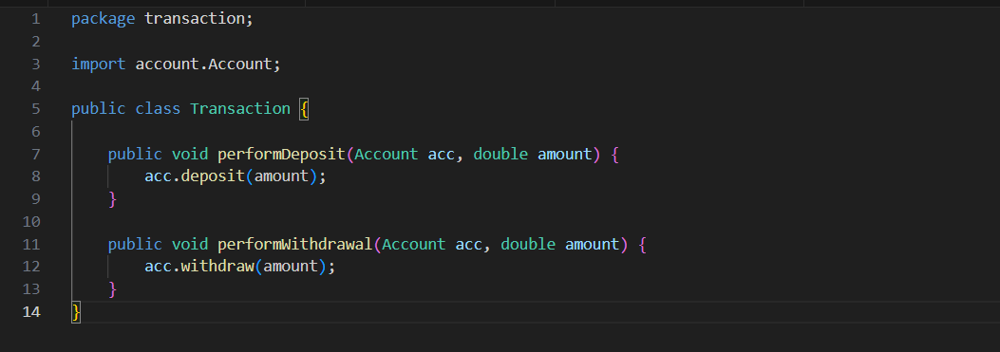 1 package transaction;
2
3 import account.Account;
4
5 public class Transaction {
6
7     public void performDeposit(Account acc, double amount) {
8         acc.deposit(amount);
9     }
10
11     public void performWithdrawal(Account acc, double amount) {
12         acc.withdraw(amount);
13     }
14 }